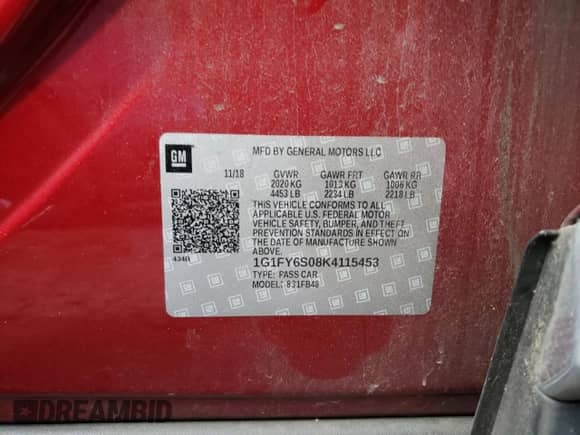 GM
MFD BY GENERAL MOTORS LLC
11/18 GVWR GAWR FRT GAWR RR
2020 KG 1013 KG 1006 KG
4453 LB 2234 LB 2218 LB
THIS VEHICLE CONFORMS TO ALL
APPLICABLE U.S. FEDERAL MOTOR
VEHICLE SAFETY, BUMPER, AND THEFT
PREVENTION STANDARDS IN EFFECT ON
THE DATE OF MANUFACTURE SHOWN
ABOVE.
1G1FY6S08K4115453
TYPE: PASS CAR
DREAMBID